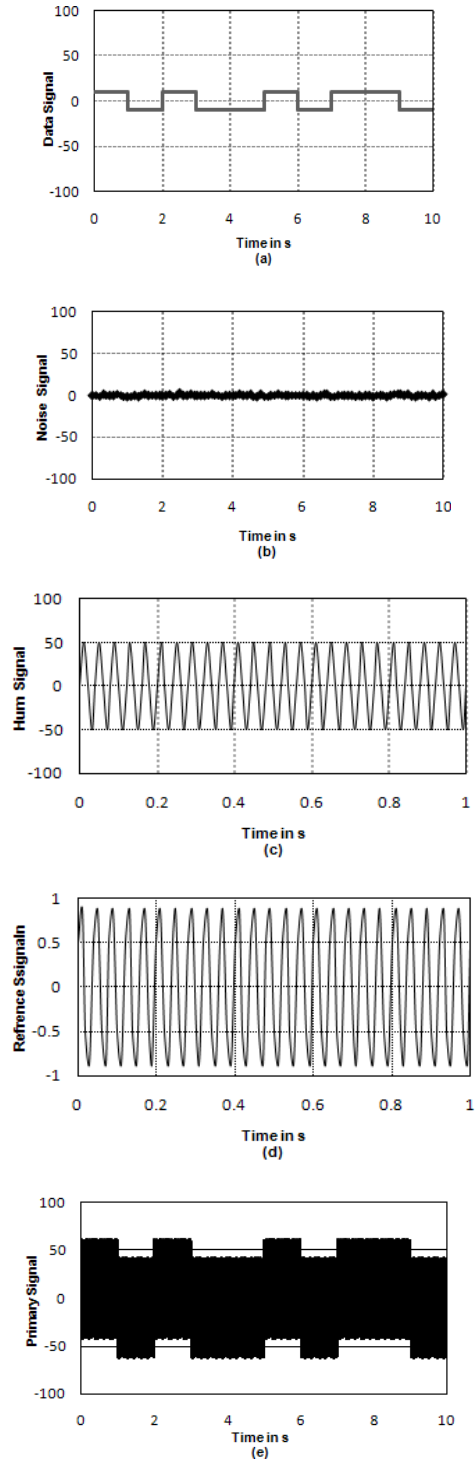 Data Signal
100
50
0
-50
-100
0 2 4 6 8 10
Time in s
(a)
Noise Signal
100
50
0
-50
-100
0 2 4 6 8 10
Time in s
(b)
Hum Signal
100
50
0
-50
-100
0 0.2 0.4 0.6 0.8 1
Time in s
(c)
Refrence Ssignaln
1
0.5
0
-0.5
-1
0 0.2 0.4 0.6 0.8 1
Time in s
(d)
Primary Signal
100
50
0
-50
-100
0 2 4 6 8 10
Time in s
(e)